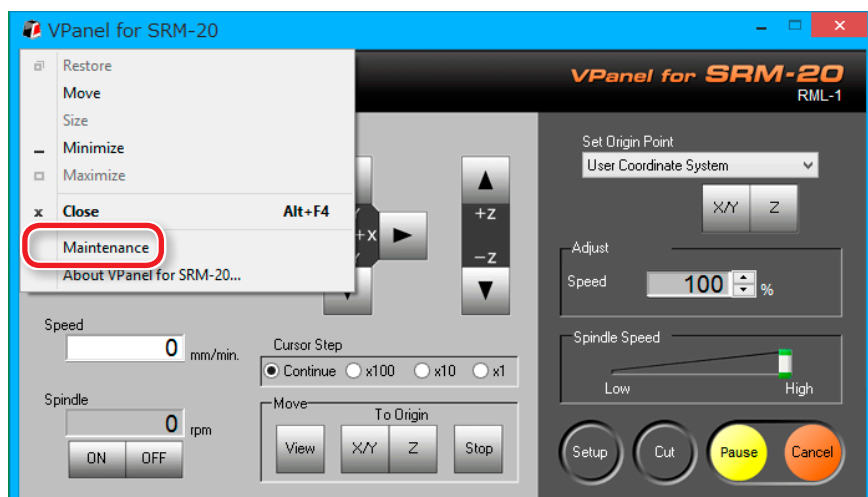 VPanel for SRM-20
Restore
Move
Size
Minimize
Maximize
x Close Alt+F4
Maintenance
About VPanel for SRM-20...
VPanel for SRM-20
RML-1
+x
+z
-z
Set Origin Point
User Coordinate System
X/Y Z
Adjust
Speed 100 %
Spindle Speed
Low High
Speed
0 mm/min.
Spindle
0 rpm
ON OFF
Cursor Step
Continue x100 x10 x1
Move
To Origin
View X/Y Z Stop
Setup Cut Pause Cancel